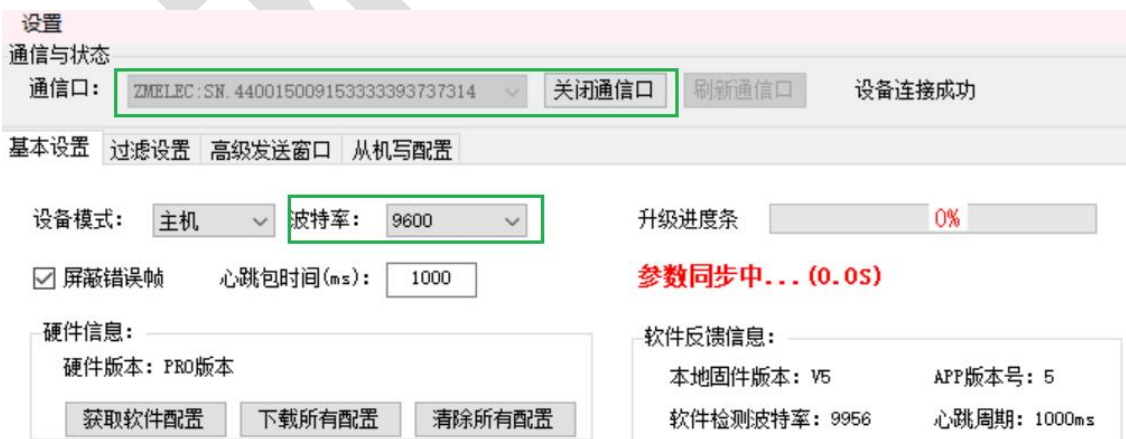 设置
通信与状态
通信口： ZMELEC:SN.4400150091533333393737314 关闭通信口 刷新通信口 设备连接成功
基本设置 过滤设置 高级发送窗口 从机写配置
设备模式： 主机 波特率： 9600 升级进度条 0%
屏蔽错误帧 心跳包时间(ms)： 1000 参数同步中...(0.0S)
硬件信息： 软件反馈信息：
硬件版本：PRO版本 本地固件版本：V5 APP版本号：5
获取软件配置 下载所有配置 清除所有配置 软件检测波特率：9956 心跳周期：1000ms